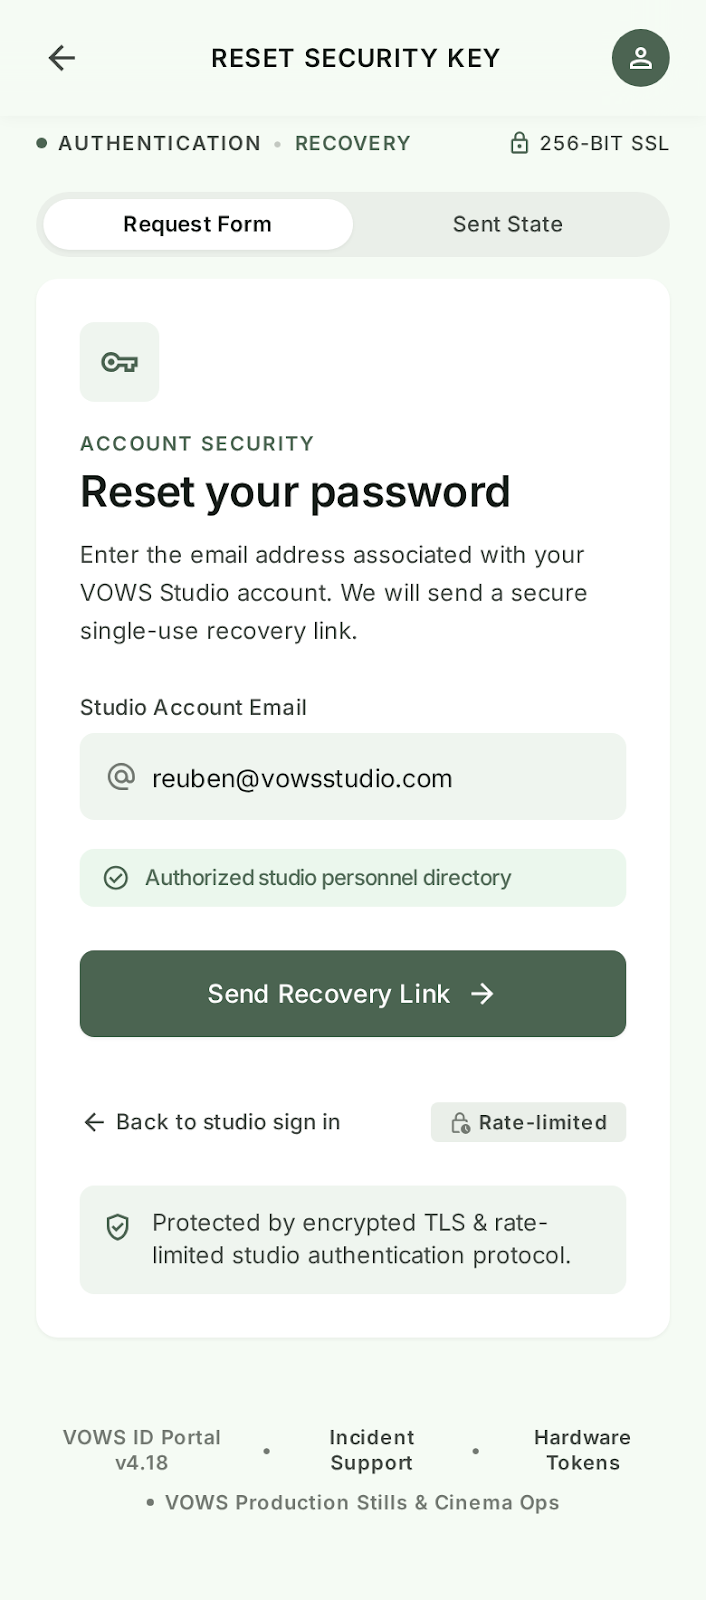 RESET SECURITY KEY
AUTHENTICATION • RECOVERY
256-BIT SSL
Request Form
Sent State
ACCOUNT SECURITY
Reset your password
Enter the email address associated with your
VOWS Studio account. We will send a secure
single-use recovery link.
Studio Account Email
reuben@vowsstudio.com
Authorized studio personnel directory
Send Recovery Link →
← Back to studio sign in
Rate-limited
Protected by encrypted TLS & rate-
limited studio authentication protocol.
VOWS ID Portal
v4.18
•
Incident
Support
•
Hardware
Tokens
• VOWS Production Stills & Cinema Ops